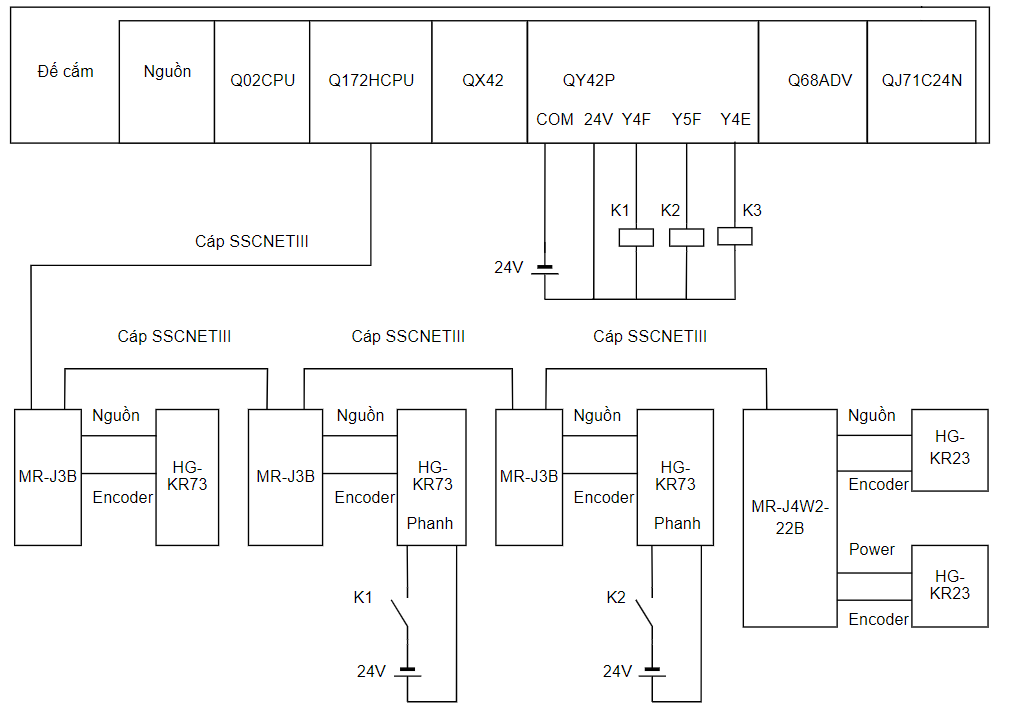 Đế cắm
Nguồn
Q02CPU
Q172HCPU
QX42
QY42P
Q68ADV
QJ71C24N
COM 24V Y4F Y5F Y4E
K1
K2
K3
24V
Cáp SSCNETIII
Cáp SSCNETIII
Cáp SSCNETIII
Cáp SSCNETIII
MR-J3B
Nguồn
Encoder
HG-
KR73
MR-J3B
Nguồn
Encoder
HG-
KR73
Phanh
K1
24V
MR-J3B
Nguồn
Encoder
HG-
KR73
Phanh
K2
24V
MR-J4W2-
22B
Nguồn
Encoder
HG-
KR23
Power
Encoder
HG-
KR23